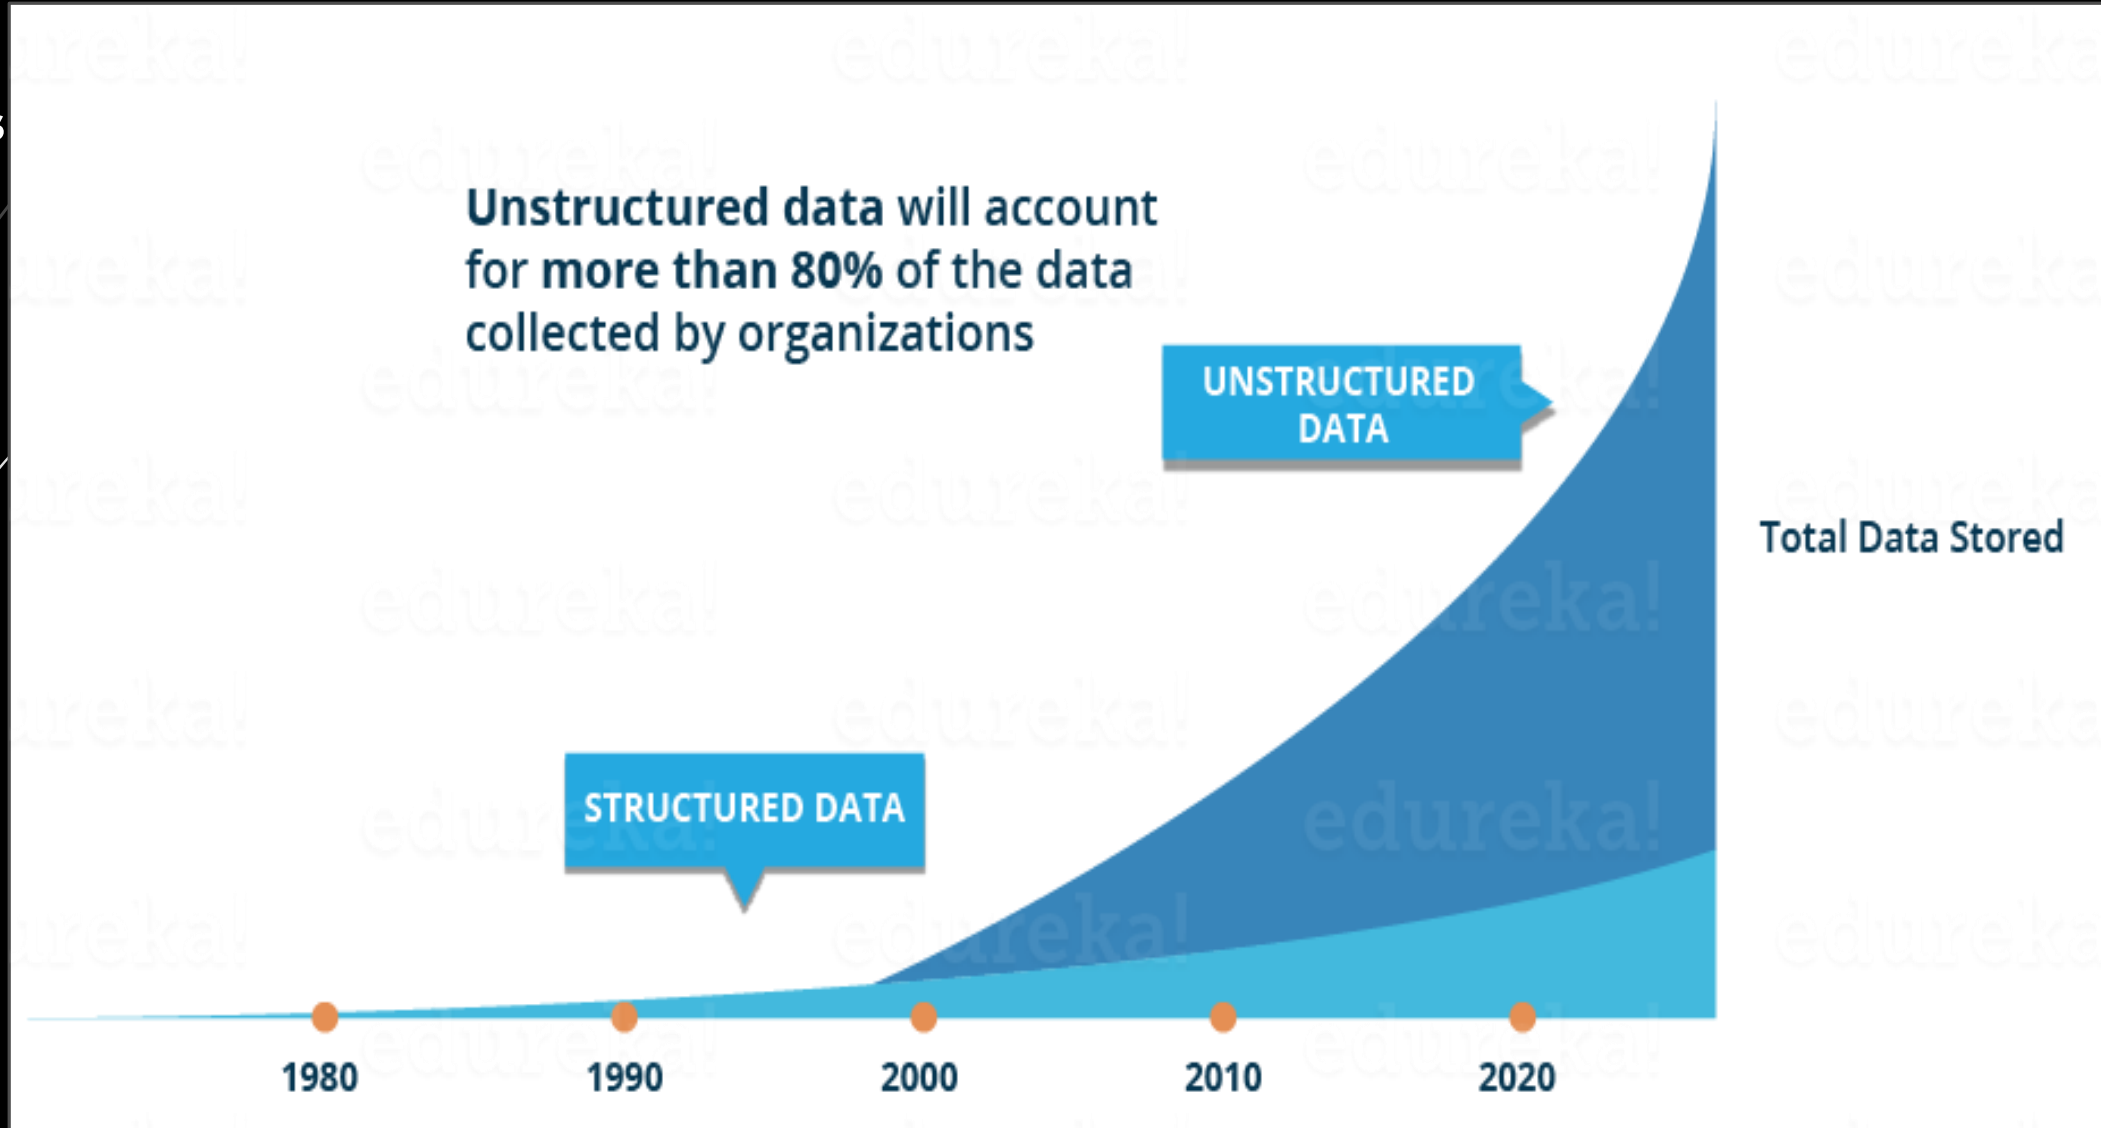 Unstructured data will account
for more than 80% of the data
collected by organizations
UNSTRUCTURED
DATA
Total Data Stored
STRUCTURED DATA
1980 1990 2000 2010 2020
edureka!